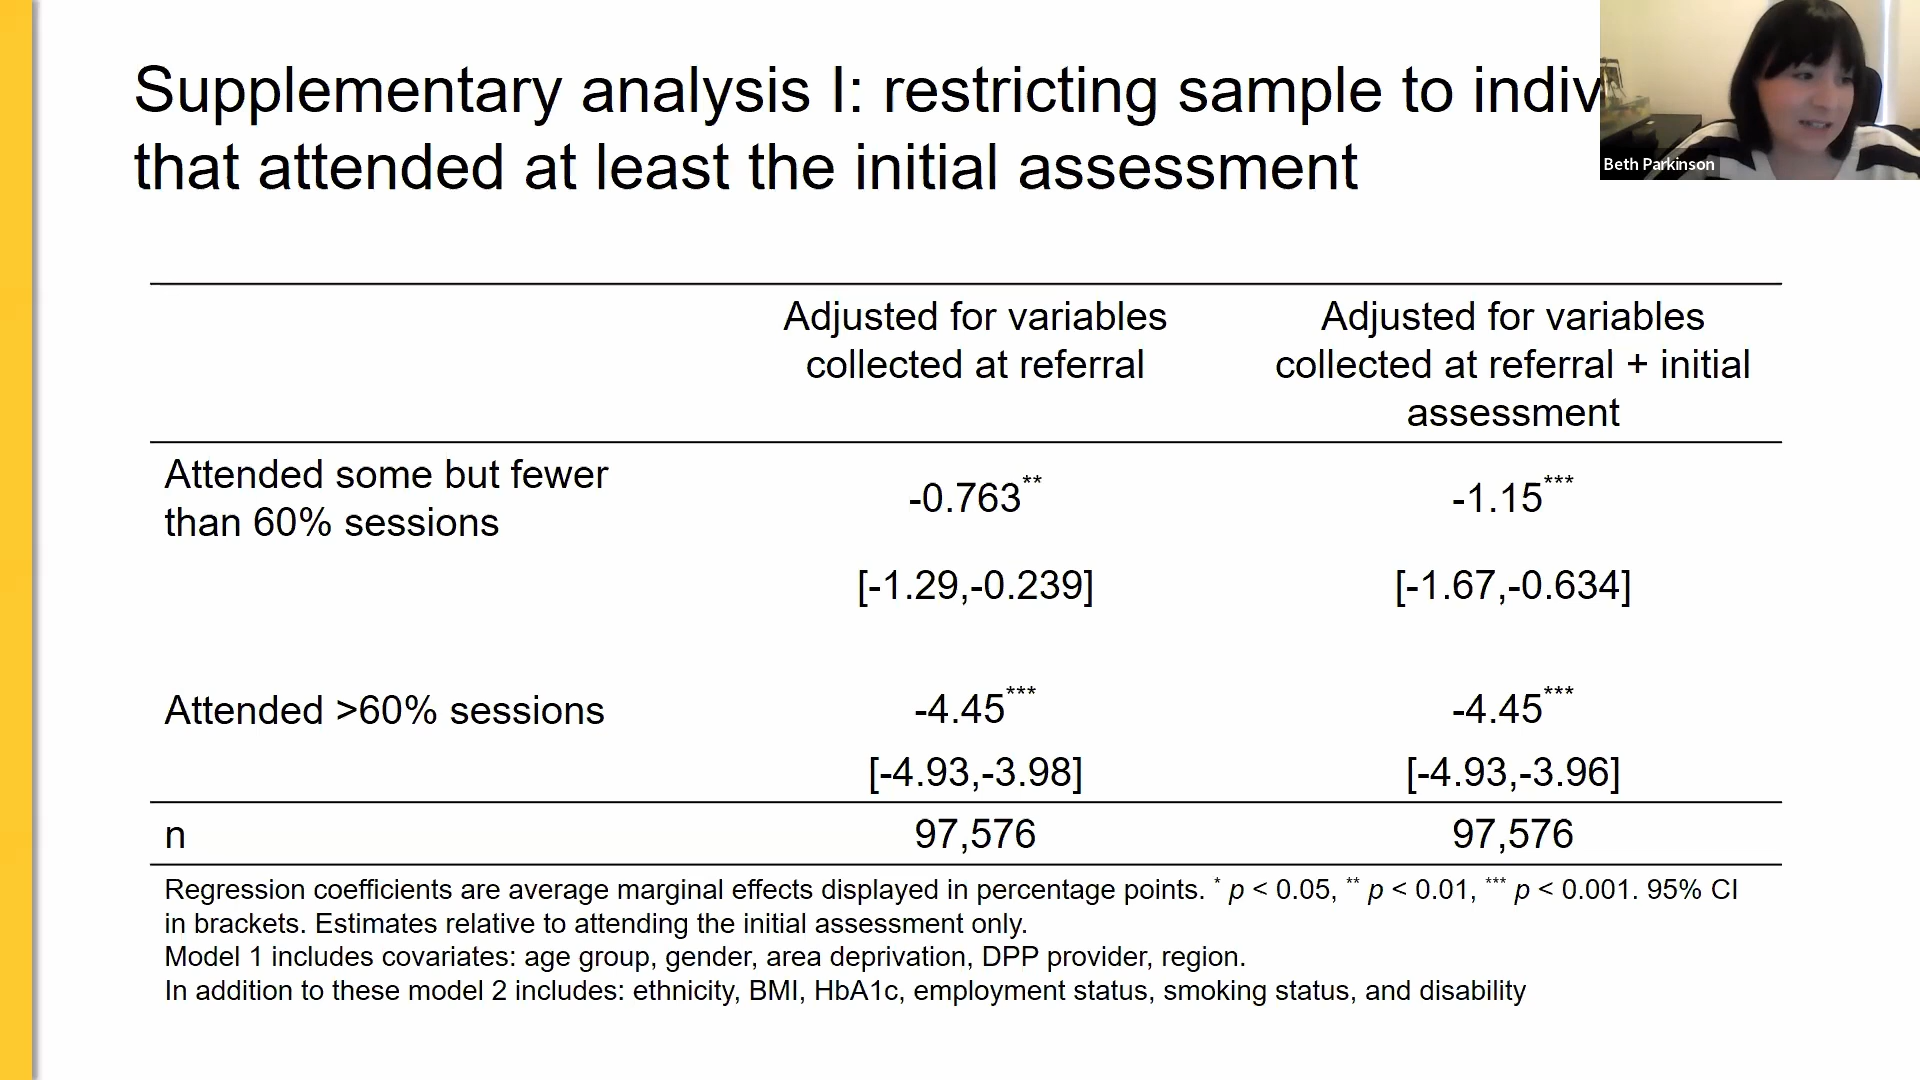 Supplementary analysis I: restricting sample to indiv
that attended at least the initial assessment
Beth Parkinson
Adjusted for variables
collected at referral
Adjusted for variables
collected at referral + initial
assessment
Attended some but fewer
than 60% sessions
-0.763**
-1.15***
[-1.29,-0.239]
[-1.67,-0.634]
Attended >60% sessions
-4.45***
-4.45***
[-4.93,-3.98]
[-4.93,-3.96]
n
97,576
97,576
Regression coefficients are average marginal effects displayed in percentage points. * p < 0.05, ** p < 0.01, *** p < 0.001. 95% CI
in brackets. Estimates relative to attending the initial assessment only.
Model 1 includes covariates: age group, gender, area deprivation, DPP provider, region.
In addition to these model 2 includes: ethnicity, BMI, HbA1c, employment status, smoking status, and disability